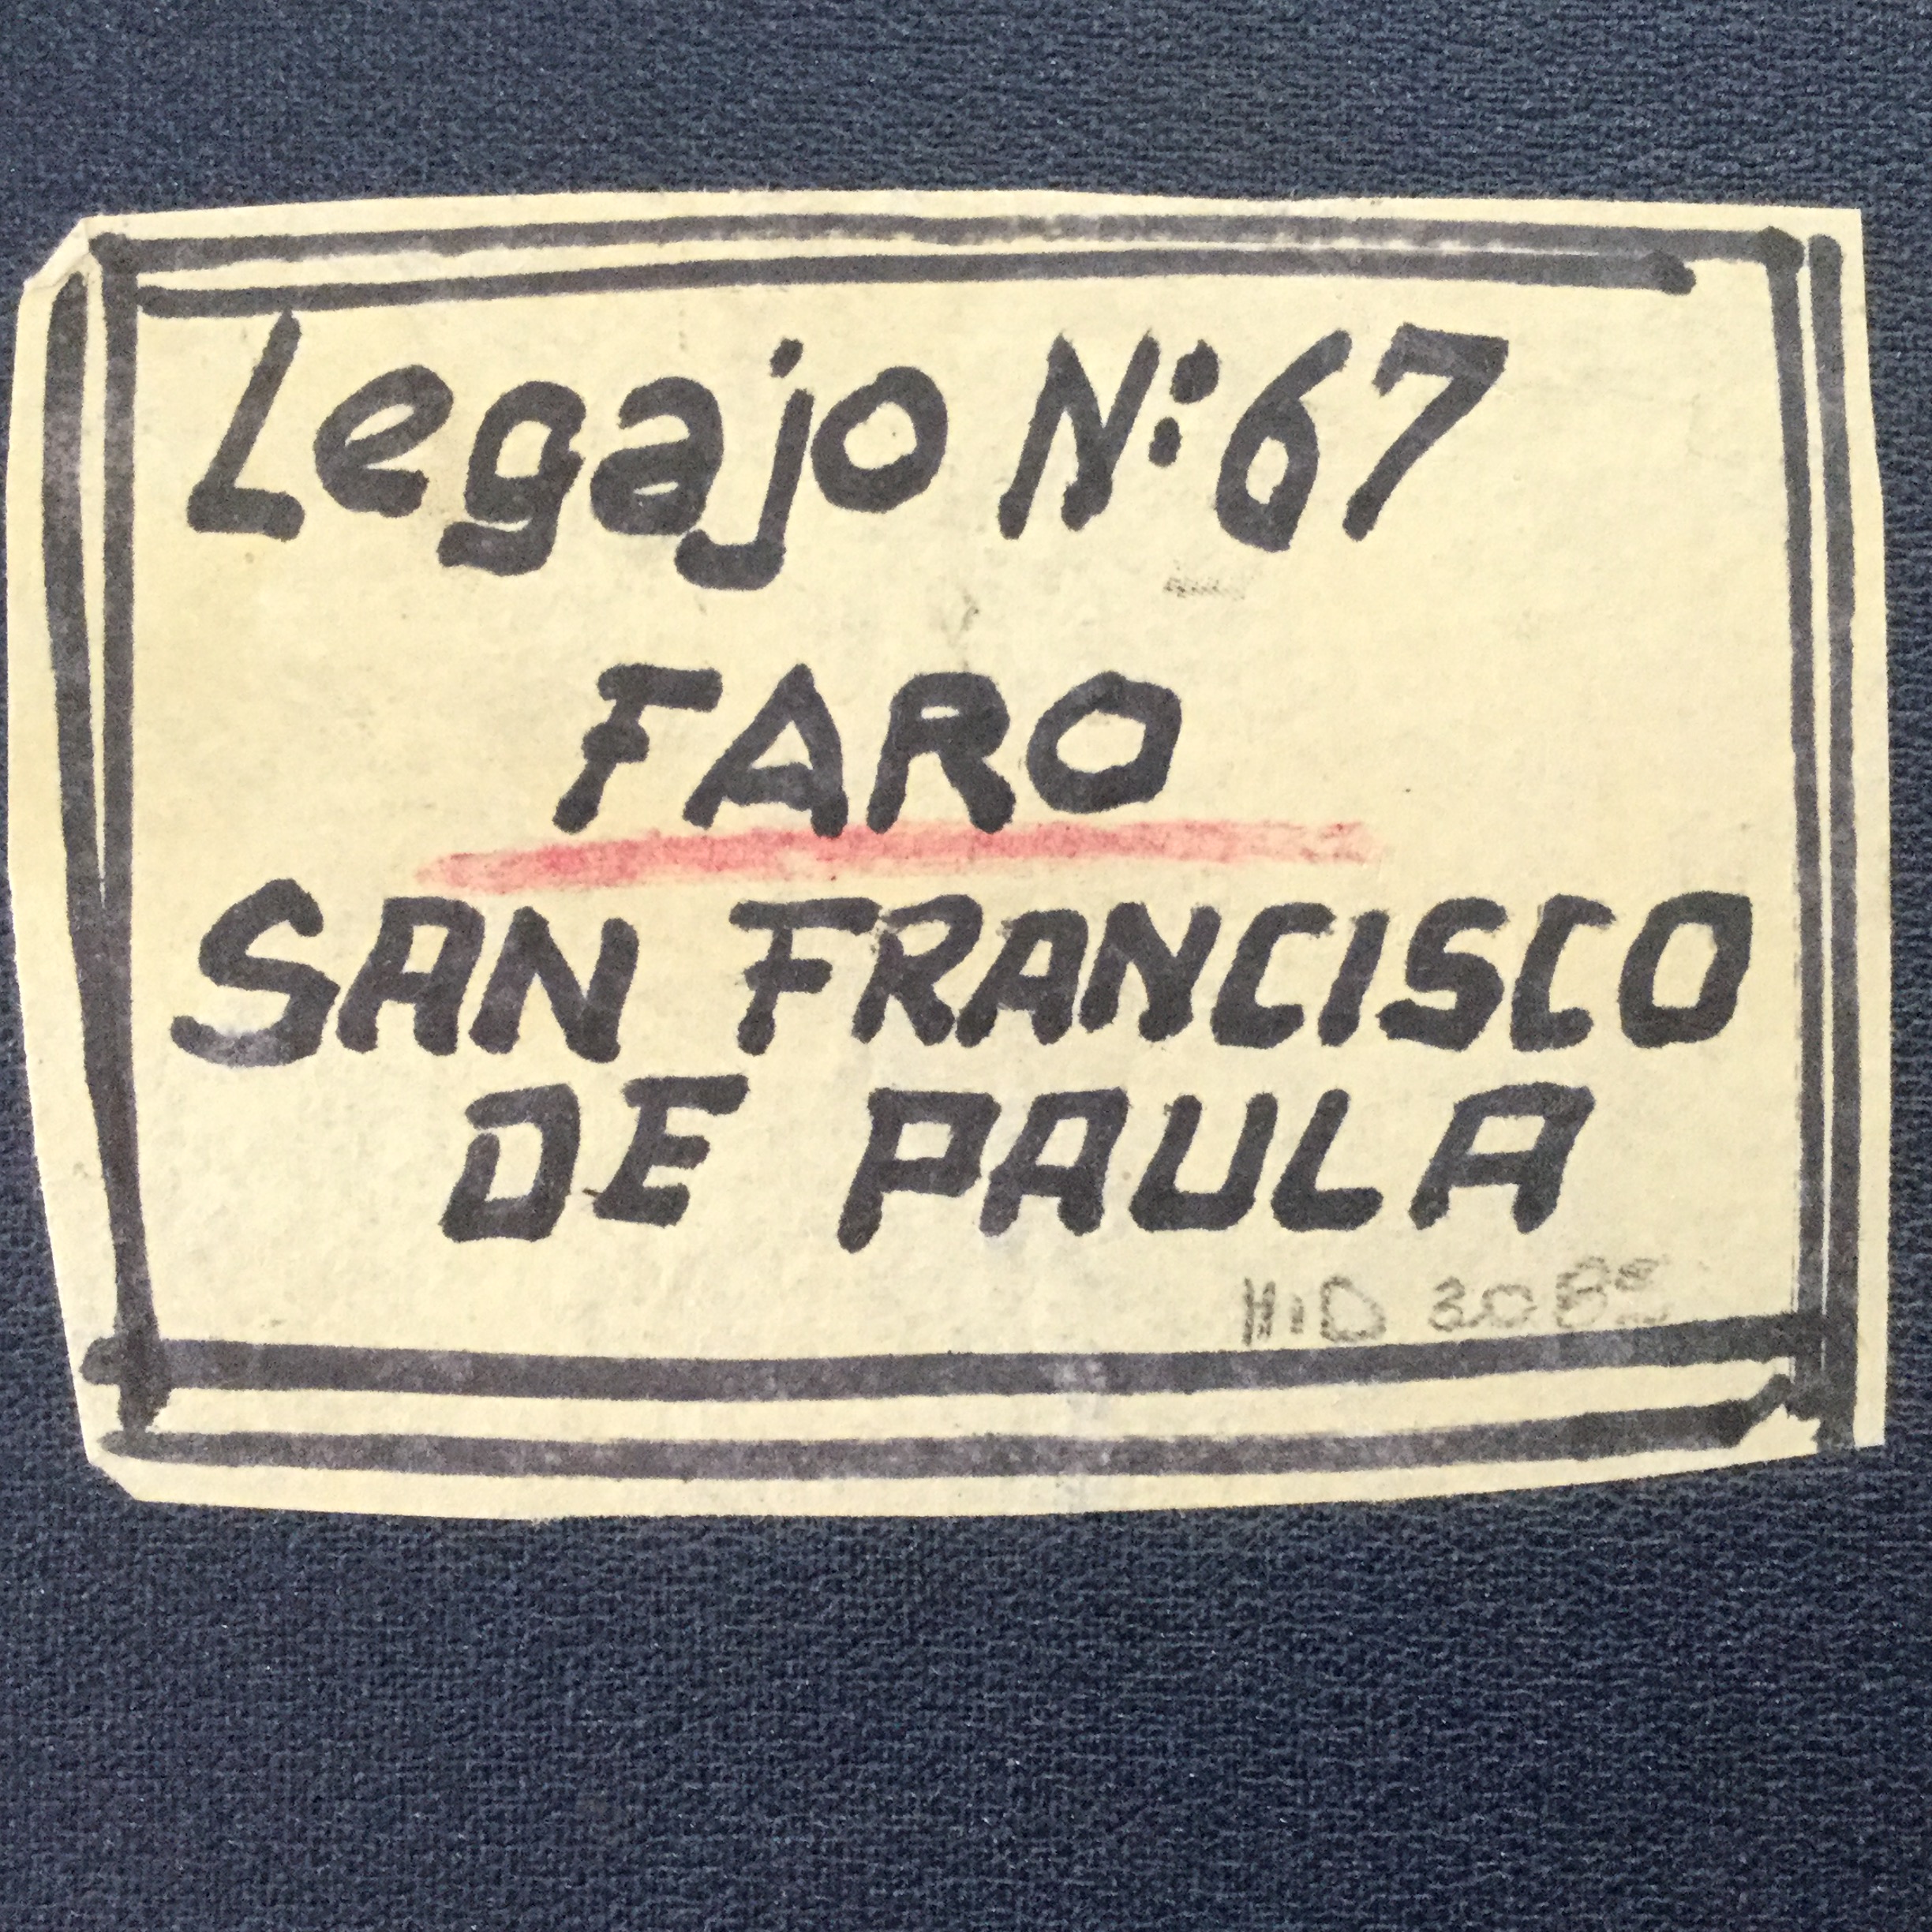 Legajo N°:67
FARO
SAN FRANCISCO
DE PAULA